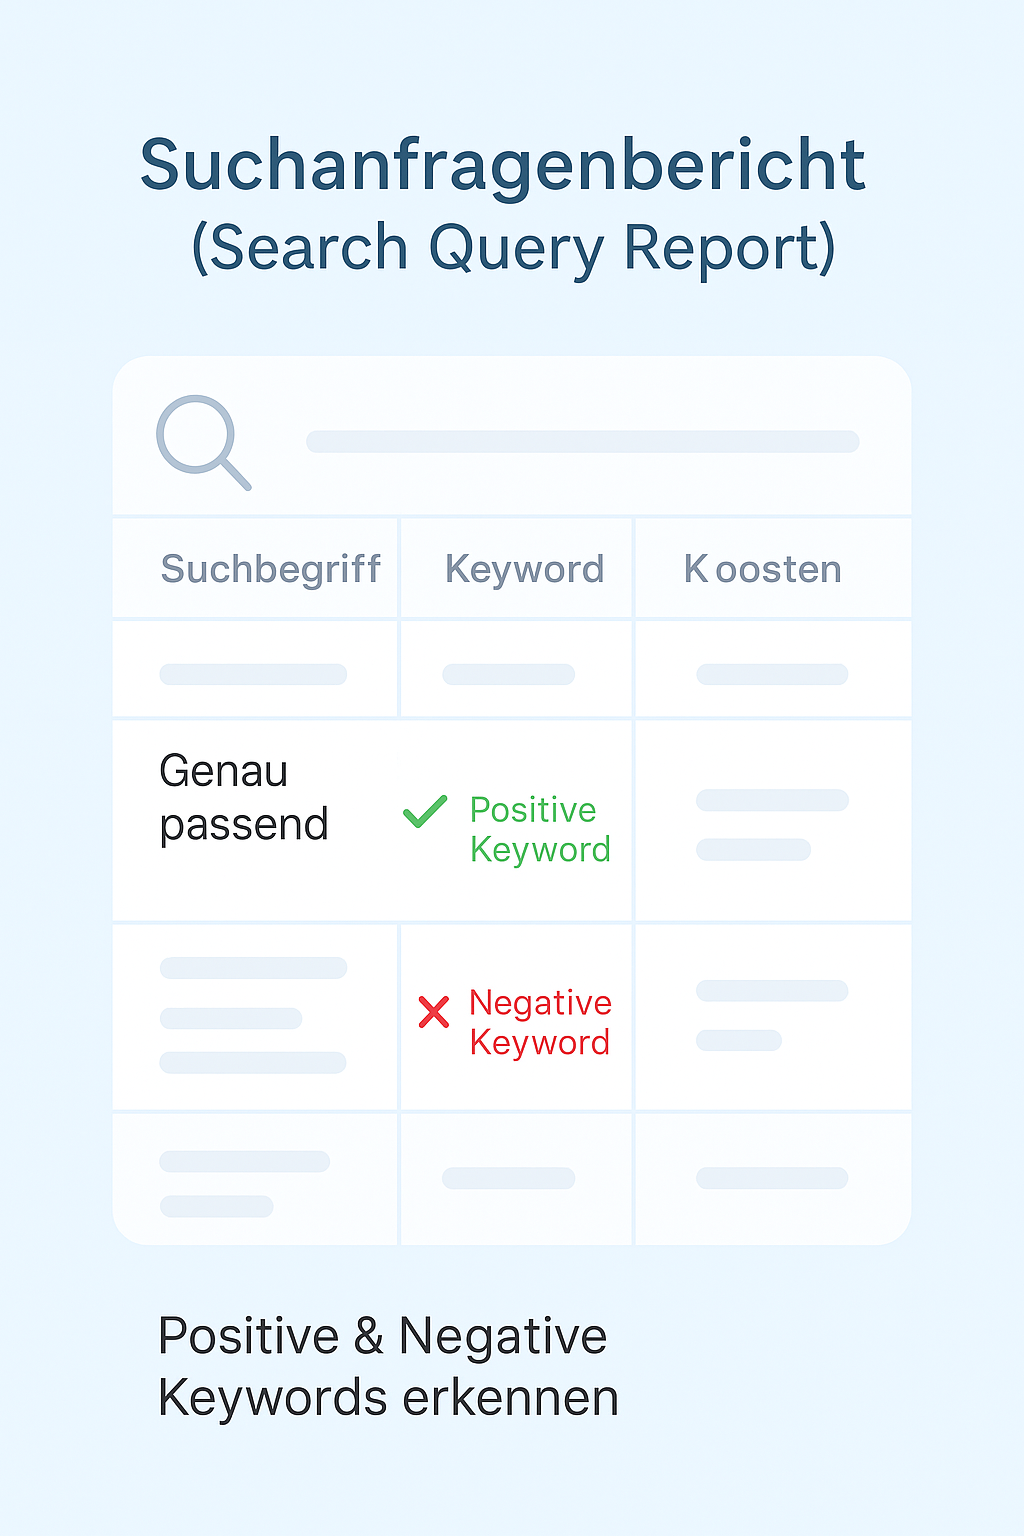 Suchanfragenbericht
(Search Query Report)
Suchbegriff Keyword Koosten
Genau
passend
Positive
Keyword
Negative
Keyword
Positive & Negative
Keywords erkennen